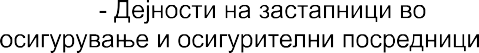 - Дејности на застапници во
осигурување и осигурителни посредници